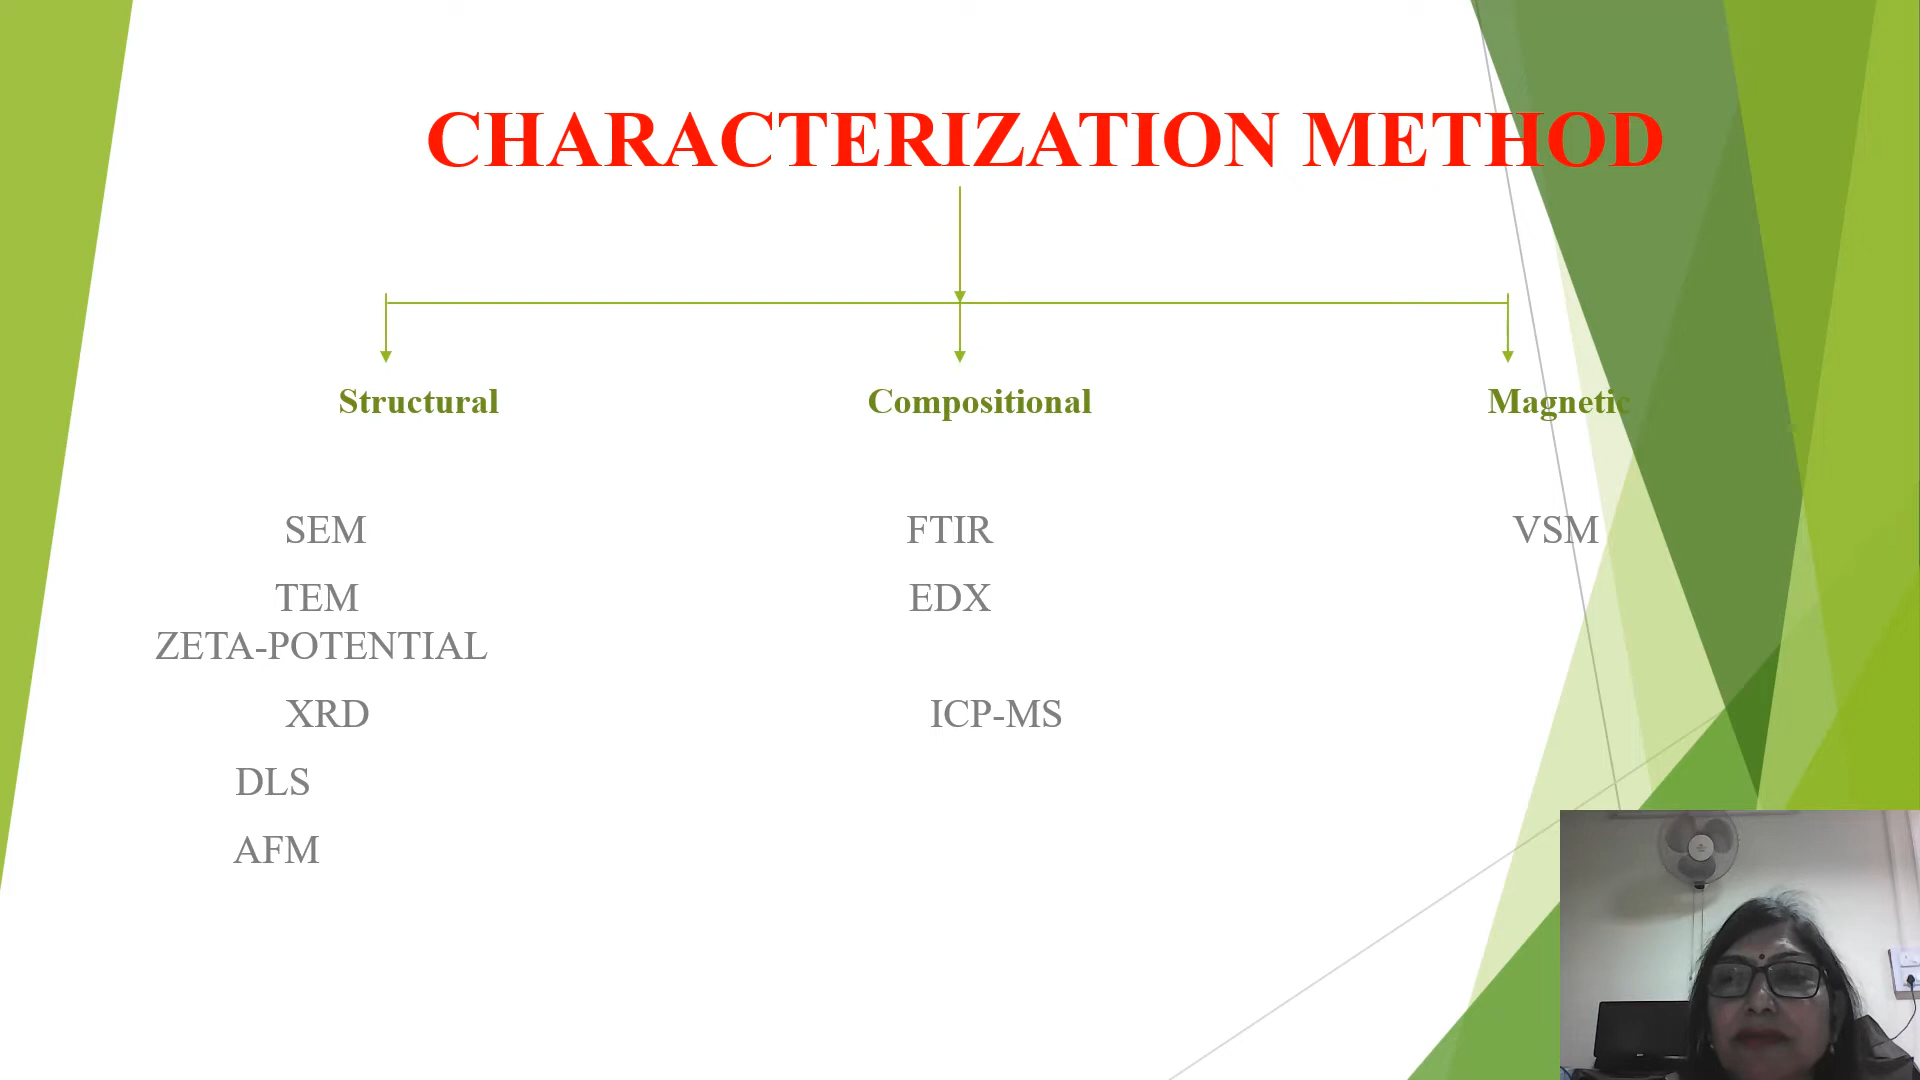 CHARACTERIZATION METHOD
Structural Compositional Magnetic
SEM FTIR VSM
TEM EDX
ZETA-POTENTIAL
XRD ICP-MS
DLS
AFM